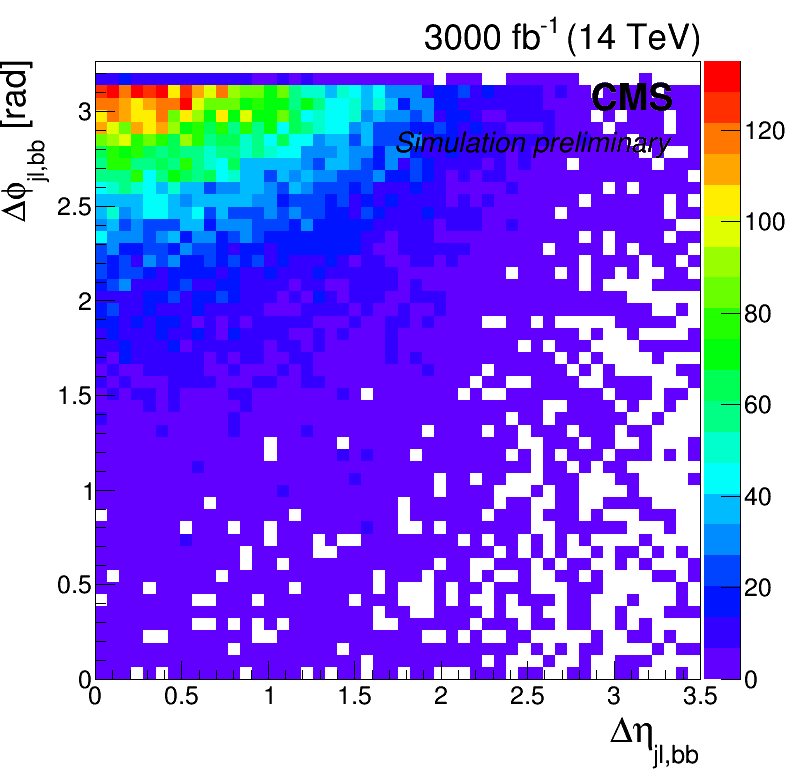 3000 fb⁻¹ (14 TeV)
CMS
Simulation preliminary
Δϕjl,bb [rad]
3
2.5
2
1.5
1
0.5
0
0 0.5 1 1.5 2 2.5 3 3.5
Δηjl,bb
120
100
80
60
40
20
0